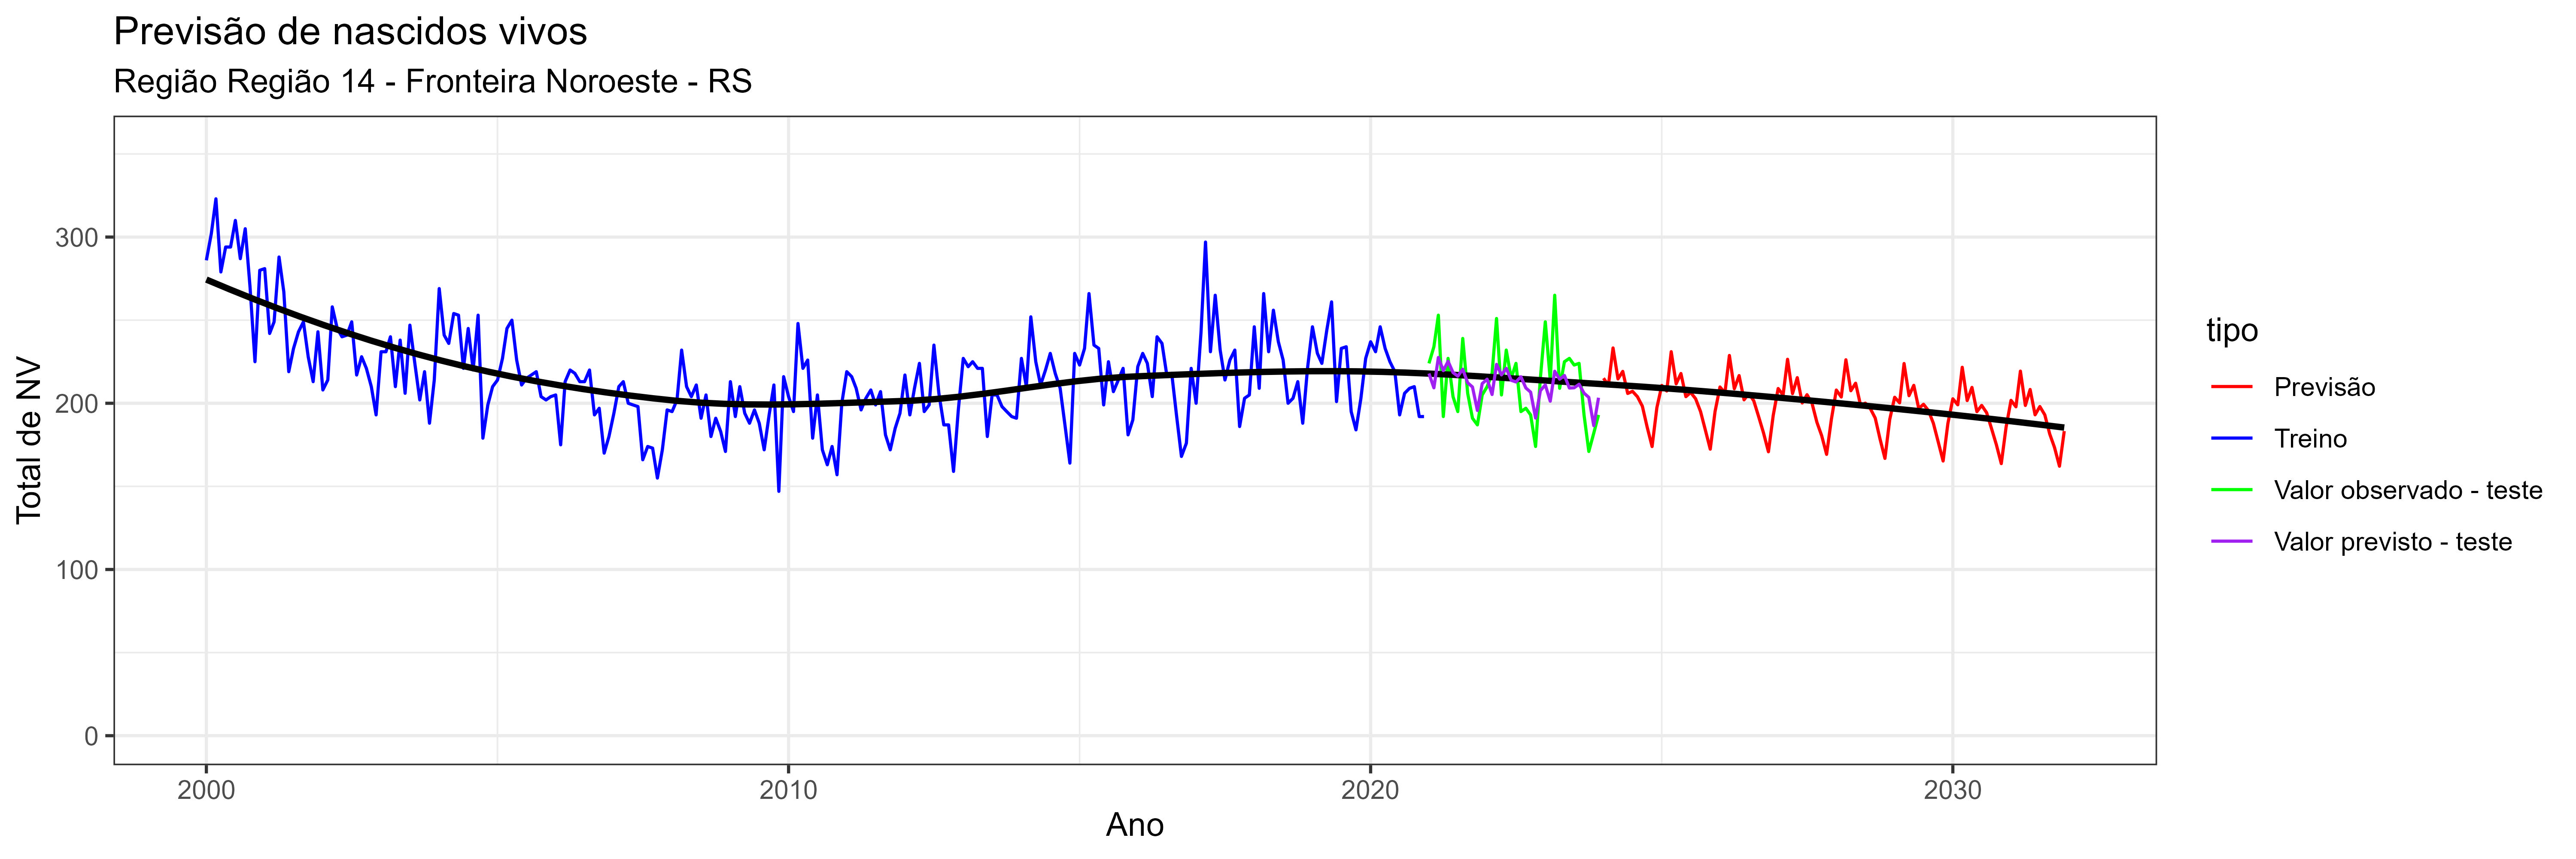 Previsão de nascidos vivos
Região Região 14 - Fronteira Noroeste - RS
Total de NV
300
200
100
0
2000
2010
2020
2030
Ano
tipo
Previsão
Treino
Valor observado - teste
Valor previsto - teste